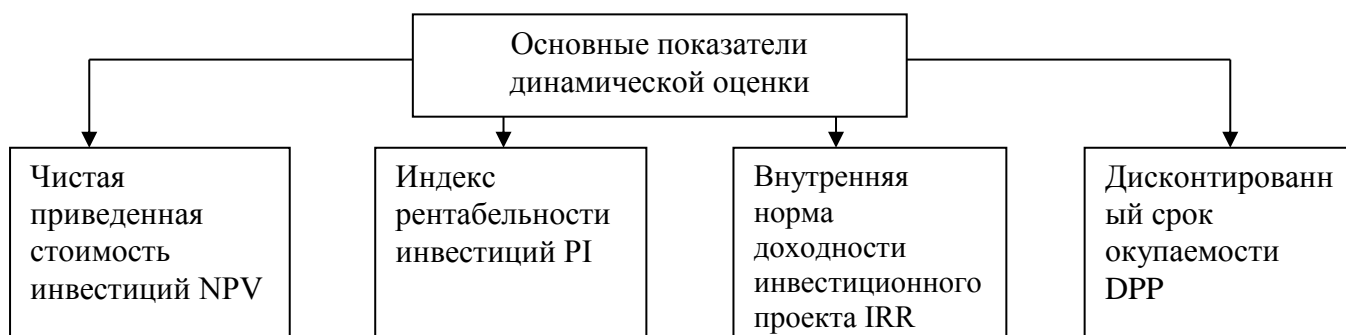 Основные показатели
динамической оценки
Чистая
приведенная
стоимость
инвестиций NPV
Индекс
рентабельности
инвестиций PI
Внутренняя
норма
доходности
инвестиционного
проекта IRR
Дисконтированн
ый срок
окупаемости
DPP